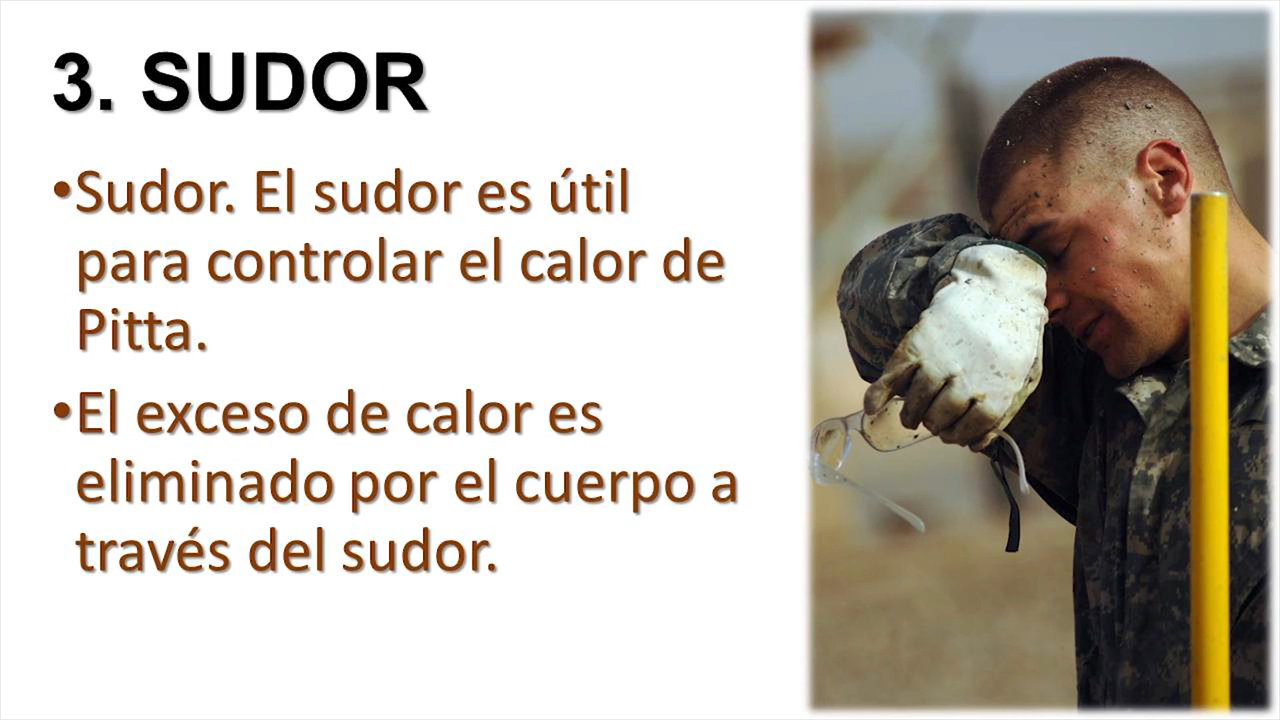 3. SUDOR
•Sudor. El sudor es útil
para controlar el calor de
Pitta.
•El exceso de calor es
eliminado por el cuerpo a
través del sudor.